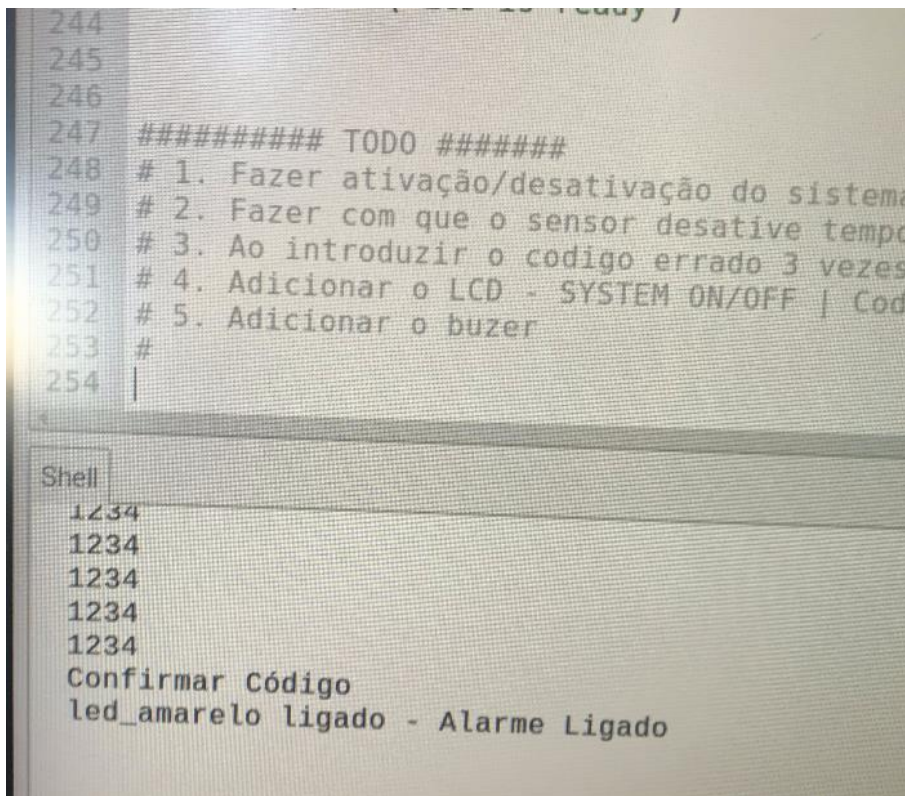 244
245
246
247 ########## TODO #######
248 # 1. Fazer ativação/desativação do sistema
249 # 2. Fazer com que o sensor desative tempo
250 # 3. Ao introduzir o codigo errado 3 vezes
251 # 4. Adicionar o LCD - SYSTEM ON/OFF | Cod
252 # 5. Adicionar o buzer
253 #
254
Shell
1234
1234
1234
1234
1234
Confirmar Código
led_amarelo ligado - Alarme Ligado